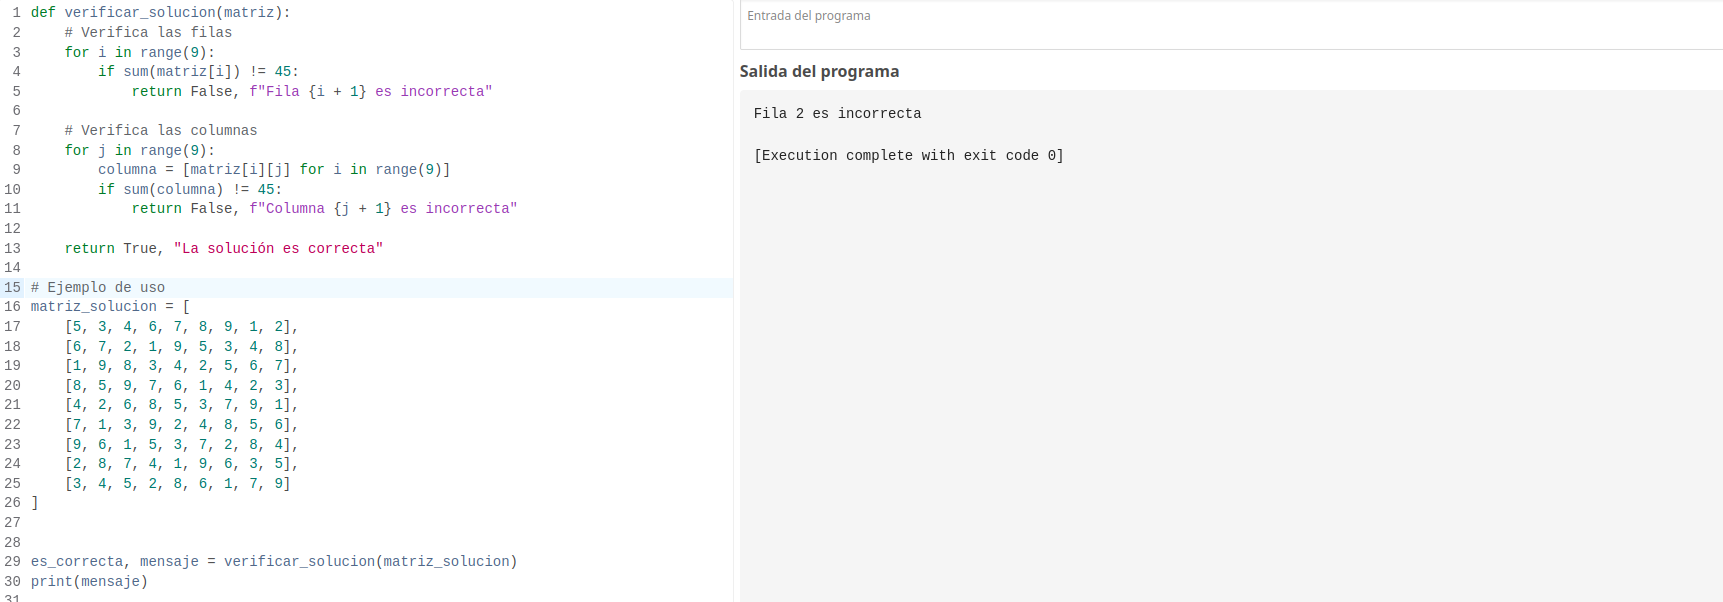 1 def verificar_solucion(matriz):
2     # Verifica las filas
3     for i in range(9):
4         if sum(matriz[i]) != 45:
5             return False, f"Fila {i + 1} es incorrecta"
6
7     # Verifica las columnas
8     for j in range(9):
9         columna = [matriz[i][j] for i in range(9)]
10         if sum(columna) != 45:
11             return False, f"Columna {j + 1} es incorrecta"
12
13     return True, "La solución es correcta"
14
15 # Ejemplo de uso
16 matriz_solucion = [
17     [5, 3, 4, 6, 7, 8, 9, 1, 2],
18     [6, 7, 2, 1, 9, 5, 3, 4, 8],
19     [1, 9, 8, 3, 4, 2, 5, 6, 7],
20     [8, 5, 9, 7, 6, 1, 4, 2, 3],
21     [4, 2, 6, 8, 5, 3, 7, 9, 1],
22     [7, 1, 3, 9, 2, 4, 8, 5, 6],
23     [9, 6, 1, 5, 3, 7, 2, 8, 4],
24     [2, 8, 7, 4, 1, 9, 6, 3, 5],
25     [3, 4, 5, 2, 8, 6, 1, 7, 9]
26 ]
27
28
29 es_correcta, mensaje = verificar_solucion(matriz_solucion)
30 print(mensaje)
31
Entrada del programa
Salida del programa
Fila 2 es incorrecta
[Execution complete with exit code 0]